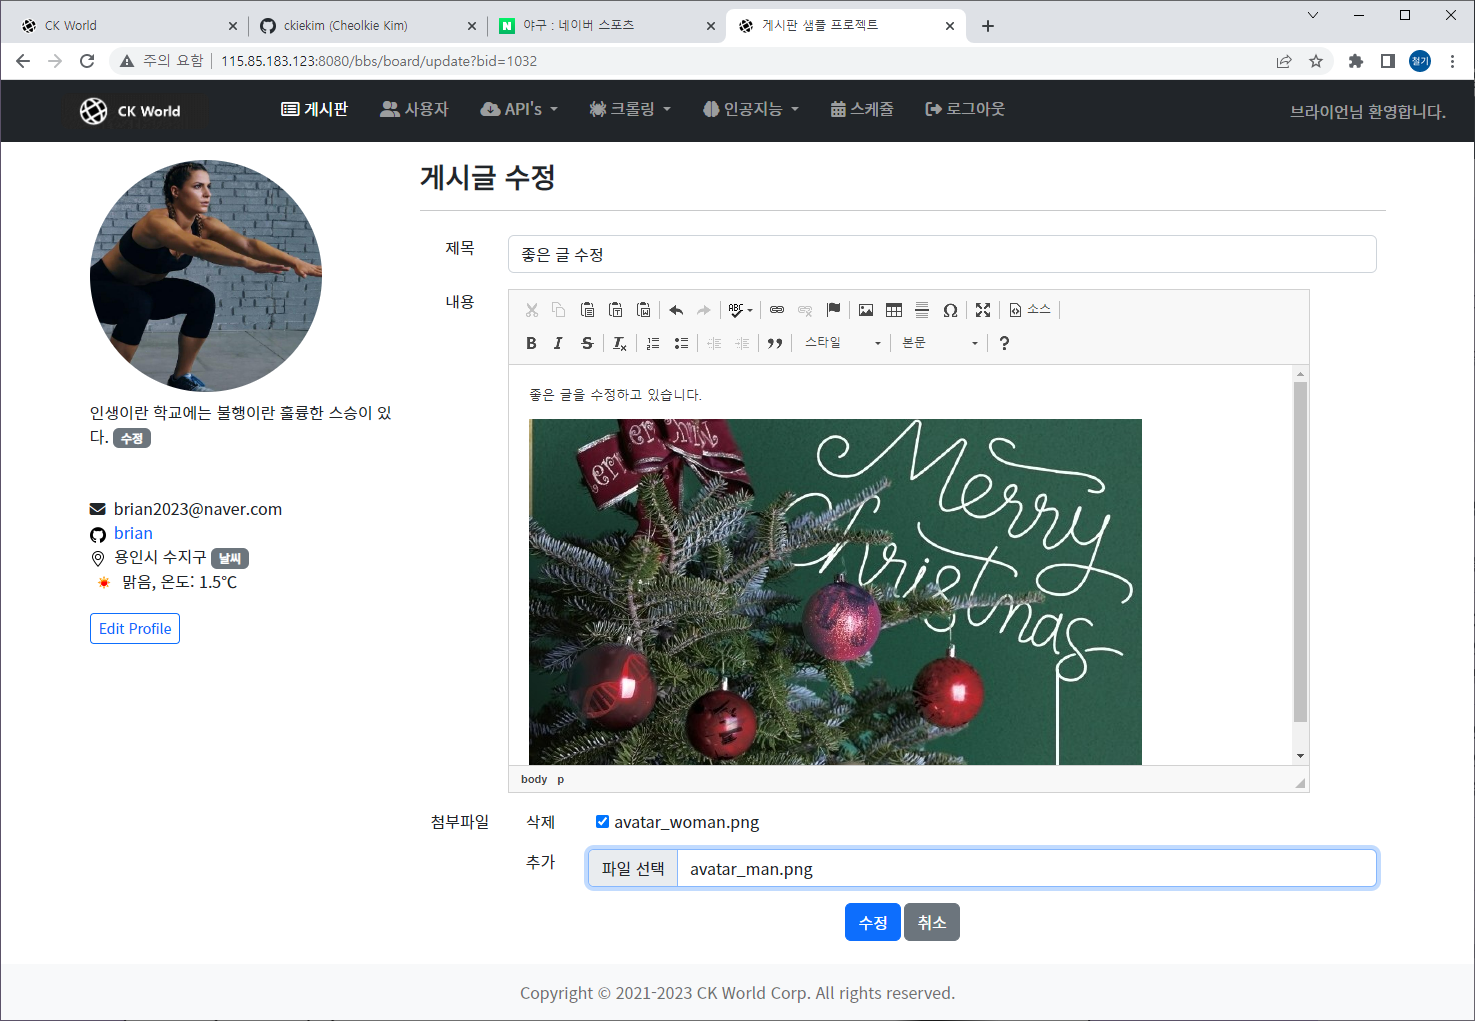 CK World
ckiekim (Cheolkie Kim)
야구 : 네이버 스포츠
게시판 샘플 프로젝트
주의 요함
115.85.183.123:8080/bbs/board/update?bid=1032
철기
CK World
게시판
사용자
API's
크롤링
인공지능
스케쥴
로그아웃
브라이언님 환영합니다.
인생이란 학교에는 불행이란 훌륭한 스승이 있
다. 수정
brian2023@naver.com
brian
용인시 수지구 날씨
맑음, 온도: 1.5℃
Edit Profile
게시글 수정
제목
좋은 글 수정
내용
ABC
소스
B I S Tx
스타일
본문
?
좋은 글을 수정하고 있습니다.
Merry
Christmas
body p
첨부파일
삭제
avatar_woman.png
추가
파일 선택
avatar_man.png
수정
취소
Copyright © 2021-2023 CK World Corp. All rights reserved.